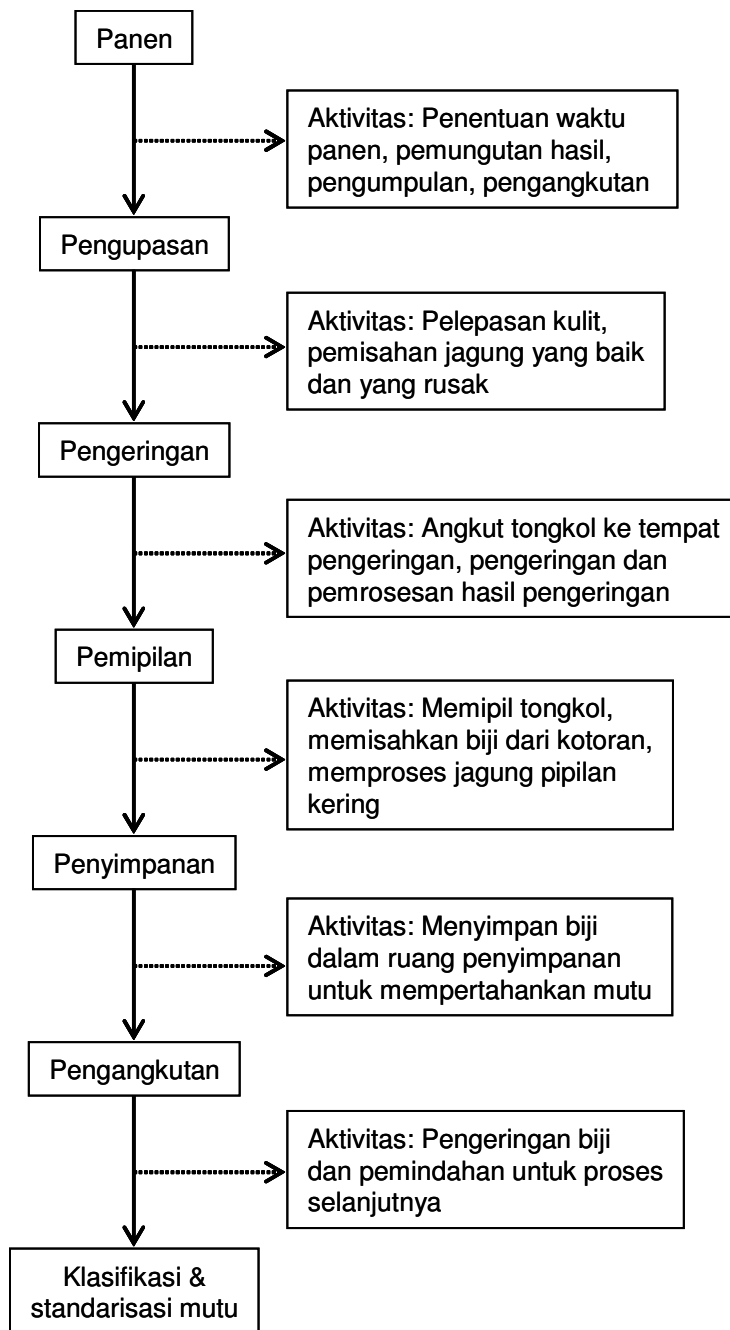 Panen
Aktivitas: Penentuan waktu
panen, pemungutan hasil,
pengumpulan, pengangkutan
Pengupasan
Aktivitas: Pelepasan kulit,
pemisahan jagung yang baik
dan yang rusak
Pengeringan
Aktivitas: Angkut tongkol ke tempat
pengeringan, pengeringan dan
pemrosesan hasil pengeringan
Pemipilan
Aktivitas: Memipil tongkol,
memisahkan biji dari kotoran,
memproses jagung pipilan
kering
Penyimpanan
Aktivitas: Menyimpan biji
dalam ruang penyimpanan
untuk mempertahankan mutu
Pengangkutan
Aktivitas: Pengeringan biji
dan pemindahan untuk proses
selanjutnya
Klasifikasi &
standarisasi mutu